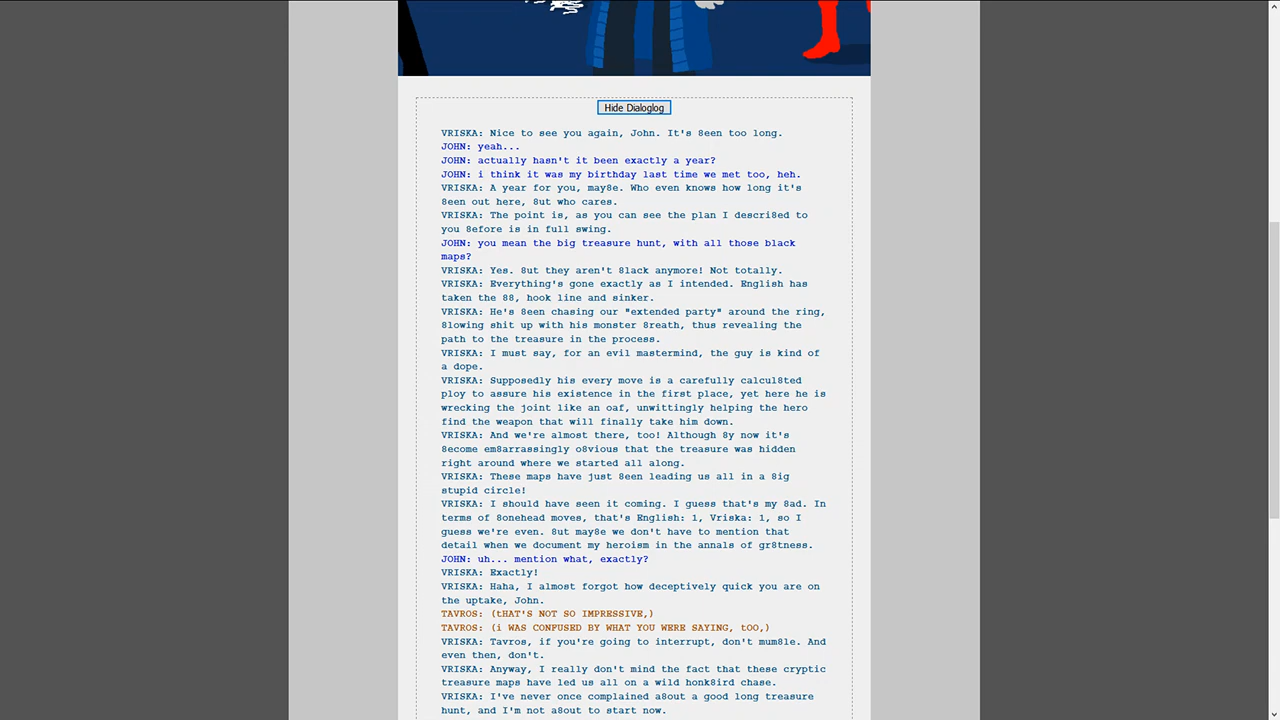 Hide Dialoglog
VRISKA: Nice to see you again, John. It's 8een too long.
JOHN: yeah...
JOHN: actually hasn't it been exactly a year?
JOHN: i think it was my birthday last time we met too, heh.
VRISKA: A year for you, may8e. Who even knows how long it's
8een out here, 8ut who cares.
VRISKA: The point is, as you can see the plan I descri8ed to
you 8efore is in full swing.
JOHN: you mean the big treasure hunt, with all those black
maps?
VRISKA: Yes. 8ut they aren't 8lack anymore! Not totally.
VRISKA: Everything's gone exactly as I intended. English has
taken the 88, hook line and sinker.
VRISKA: He's 8een chasing our "extended party" around the ring,
8lowing shit up with his monster 8reath, thus revealing the
path to the treasure in the process.
VRISKA: I must say, for an evil mastermind, the guy is kind of
a dope.
VRISKA: Supposedly his every move is a carefully calcul8ted
ploy to assure his existence in the first place, yet here he is
wrecking the joint like an oaf, unwittingly helping the hero
find the weapon that will finally take him down.
VRISKA: And we're almost there, too! Although 8y now it's
8ecome em8arrassingly o8vious that the treasure was hidden
right around where we started all along.
VRISKA: These maps have just 8een leading us all in a 8ig
stupid circle!
VRISKA: I should have seen it coming. I guess that's my 8ad. In
terms of 8onehead moves, that's English: 1, Vriska: 1, so I
guess we're even. 8ut may8e we don't have to mention that
detail when we document my heroism in the annals of gr8tness.
JOHN: uh... mention what, exactly?
VRISKA: Exactly!
VRISKA: Haha, I almost forgot how deceptively quick you are on
the uptake, John.
TAVROS: (tHAT'S NOT SO IMPRESSIVE,)
TAVROS: (i WAS CONFUSED BY WHAT YOU WERE SAYING, tOO,)
VRISKA: Tavros, if you're going to interrupt, don't mum8le. And
even then, don't.
VRISKA: Anyway, I really don't mind the fact that these cryptic
treasure maps have led us all on a wild honk8ird chase.
VRISKA: I've never once complained a8out a good long treasure
hunt, and I'm not a8out to start now.